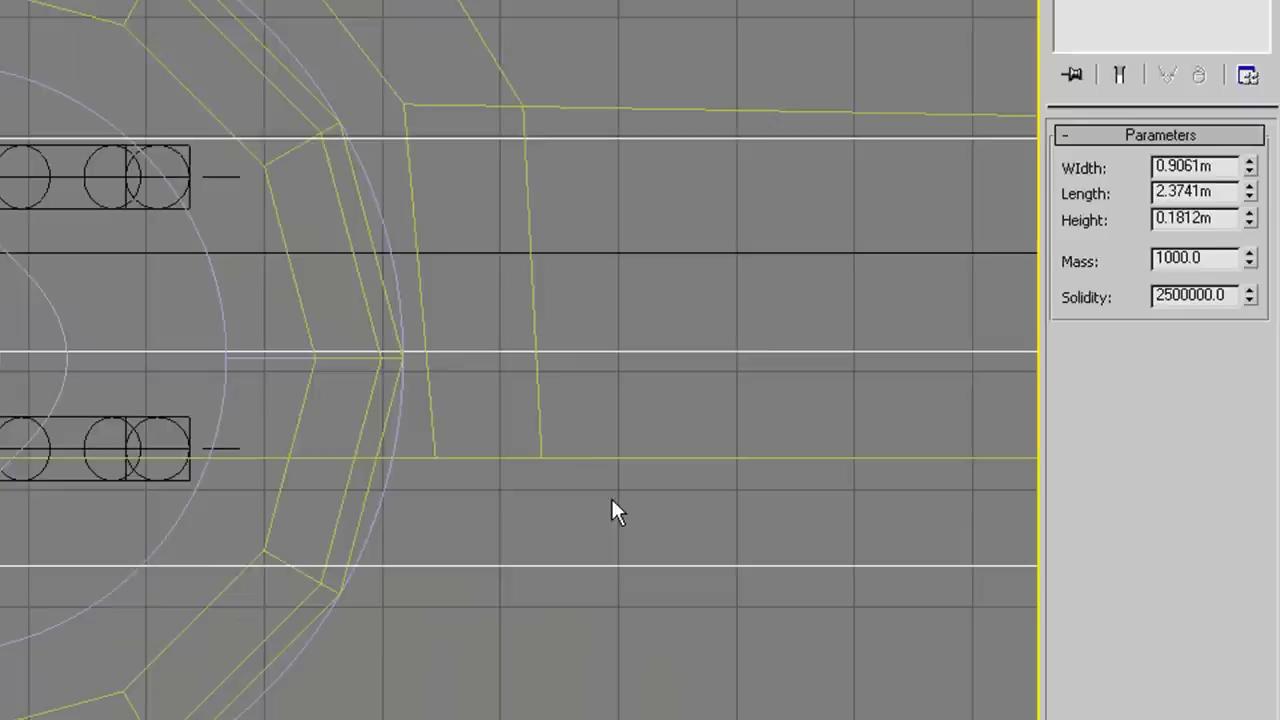 - Parameters
WIdth: 0.9061m
Length: 2.3741m
Height: 0.1812m
Mass: 1000.0
Solidity: 2500000.0